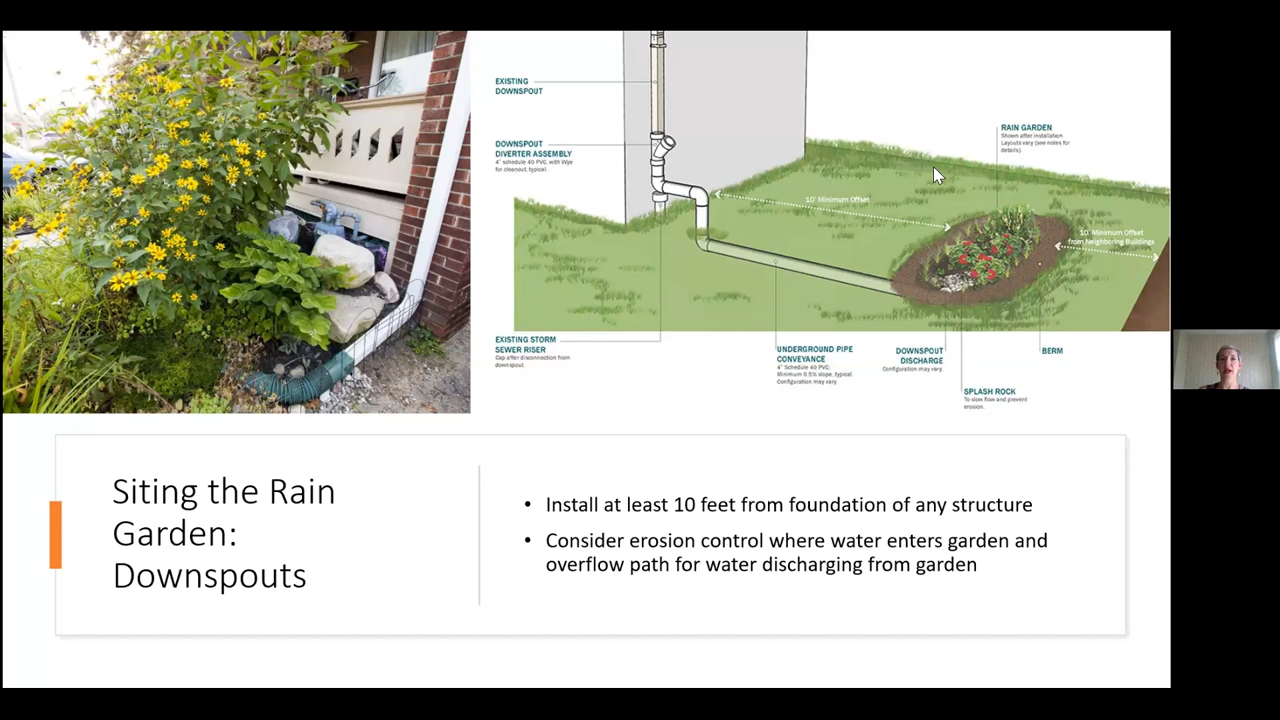 EXISTING
DOWNSPOUT
DOWNSPOUT
DIVERTER ASSEMBLY
4" schedule 40 PVC, with Wye
for cleanout, typical.
RAIN GARDEN
Shown after installation
Layouts vary (see notes for
details)
10' Minimum Offset
10' Minimum Offset
from Neighboring Buildings
EXISTING STORM
SEWER RISER
Cap after disconnection from
downspout
UNDERGROUND PIPE
CONVEYANCE
4" Schedule 40 PVC;
Minimum 0.5% slope, typical.
Configuration may vary.
DOWNSPOUT
DISCHARGE
Configuration may vary.
BERM
SPLASH ROCK
To slow flow and prevent
erosion.
Siting the Rain
Garden:
Downspouts
• Install at least 10 feet from foundation of any structure
• Consider erosion control where water enters garden and
overflow path for water discharging from garden